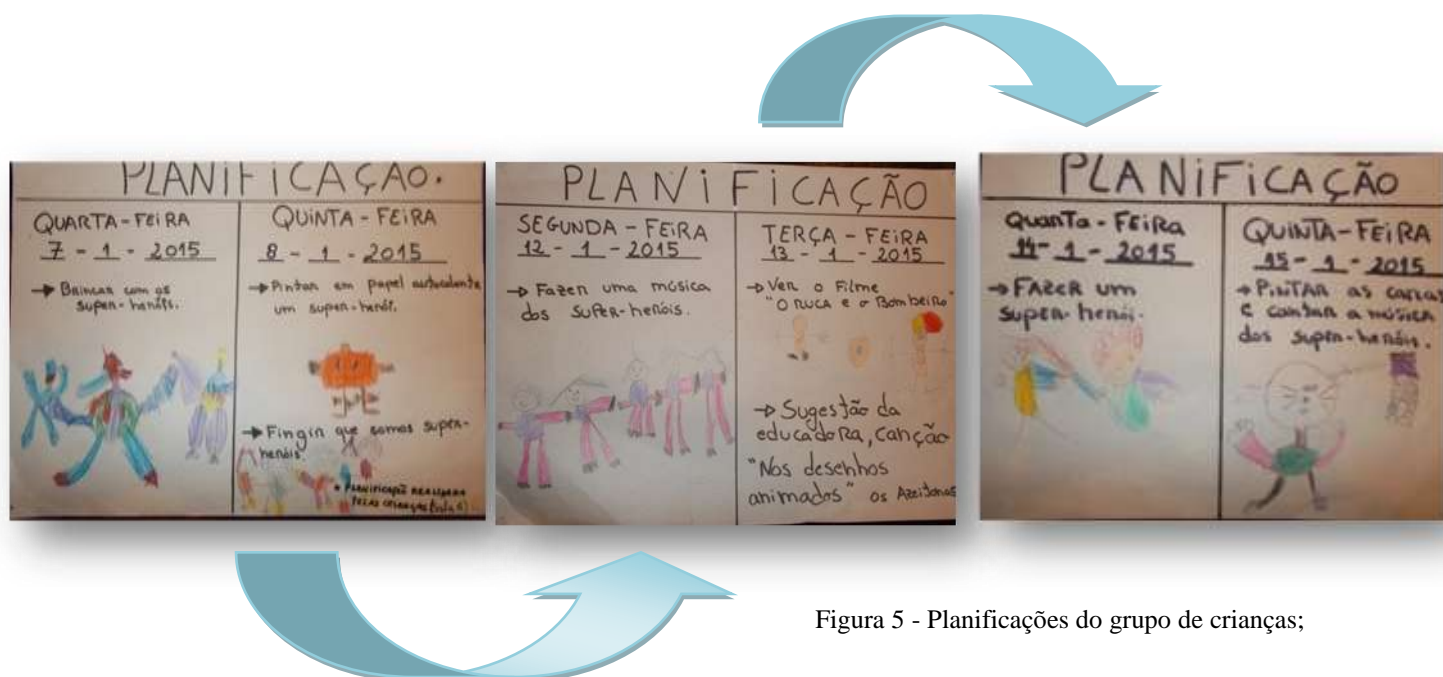 PLANIFICAÇÃO.
QUARTA-FEIRA
7 - 1 - 2015
→ Brincar com os
super-heróis.
QUINTA-FEIRA
8 - 1 - 2015
→ Pintar em papel autocolante
um super-herói.
→ Fingir que somos super-
heróis
* PLANIFICAÇÃO REALIZADA
PELAS CRIANÇAS
PLANIFICAÇÃO
SEGUNDA-FEIRA
12 - 1 - 2015
→ Fazer uma música
dos super-heróis.
TERÇA-FEIRA
13 - 1 - 2015
→ Ver o Filme
"O RUCA e o Bombeiro"
→ Sugestão da
educadora, canção
"Nos desenhos
animados" os Azeitonas
PLANIFICAÇÃO
Quarta-FEIRA
14 - 1 - 2015
→ FAZER um
super-herói.
QUINTA-FEIRA
15 - 1 - 2015
→ PINTAR as caras
e cantar a música
dos super-heróis.
Figura 5 - Planificações do grupo de crianças;